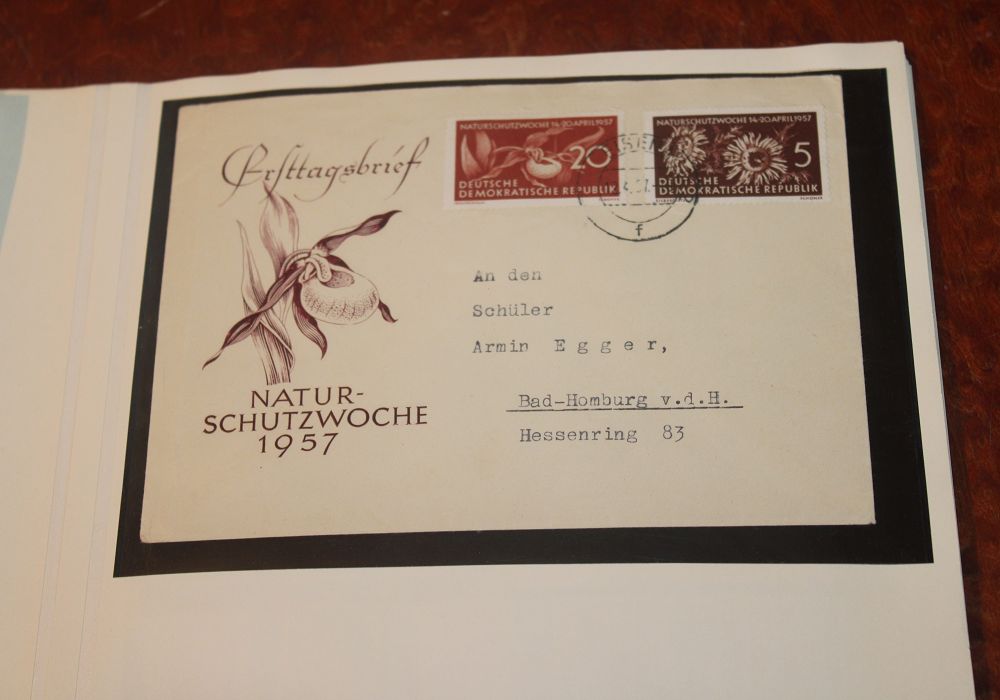 Ersttagsbrief
NATURSCHUTZWOCHE 14-20 APRIL 1957
20
DEUTSCHE
DEMOKRATISCHE REPUBLIK
NATURSCHUTZWOCHE 14-20 APRIL 1957
5
DEUTSCHE
DEMOKRATISCHE REPUBLIK
f
An den
Schüler
Armin E g g e r,
Bad-Homburg v.d.H.
Hessenring 83
NATUR-
SCHUTZWOCHE
1957